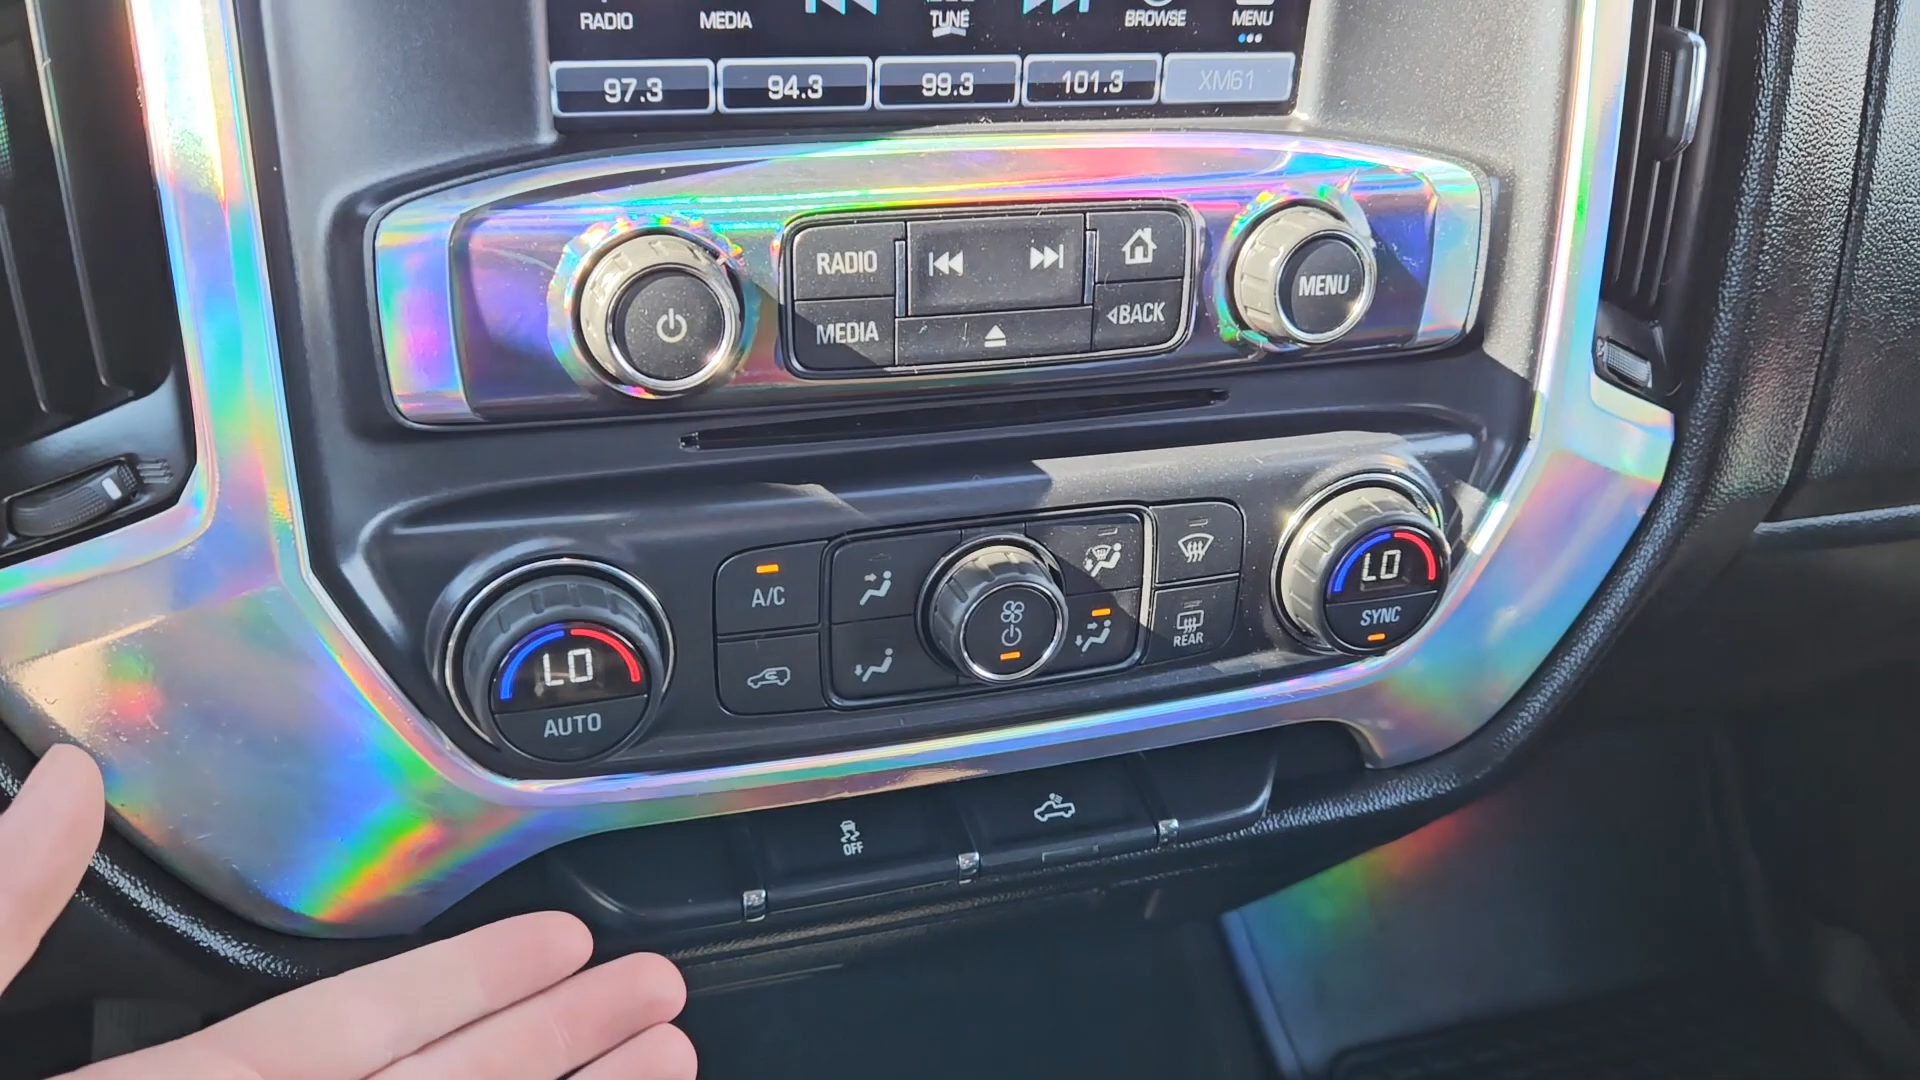 RADIO
MEDIA
TUNE
BROWSE
MENU
97.3
94.3
99.3
101.3
XM61
RADIO
MEDIA
BACK
MENU
A/C
LO
AUTO
REAR
LO
SYNC
OFF